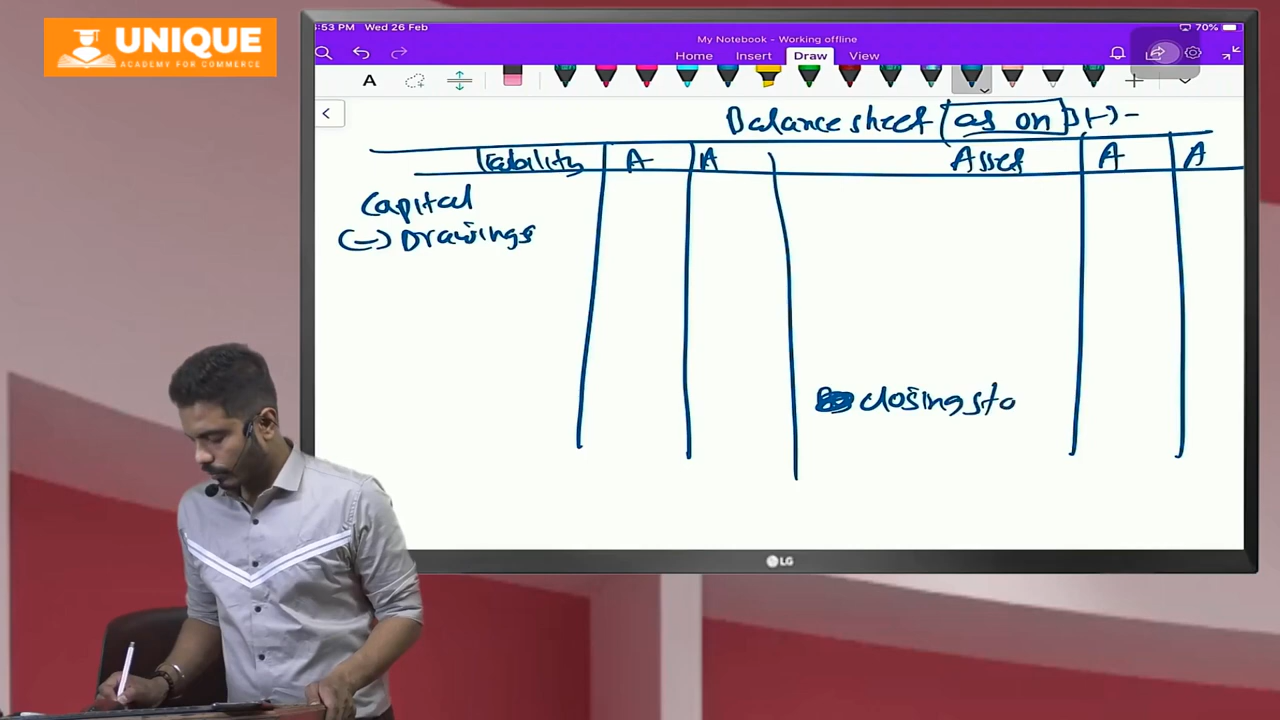 UNIQUE
ACADEMY FOR COMMERCE
:53 PM Wed 26 Feb
70%
My Notebook - Working offline
Home Insert Draw View
A
Balance sheet (as on)
Liability A A Asset A A
Capital
(-) Drawings
closing sto
LG